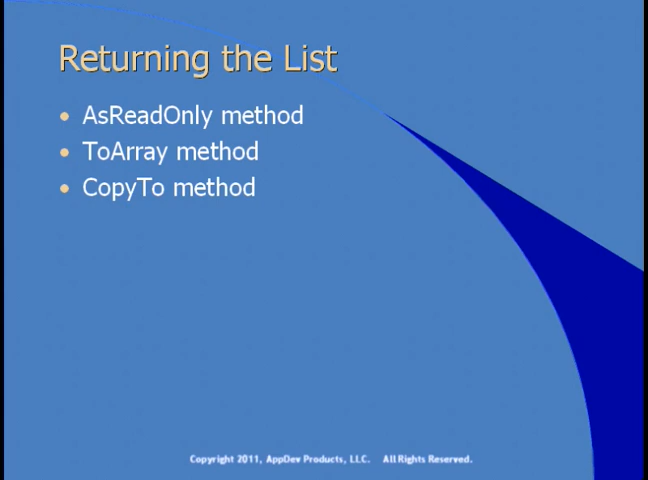 Returning the List
• AsReadOnly method
• ToArray method
• CopyTo method
Copyright 2011, AppDev Products, LLC. All Rights Reserved.